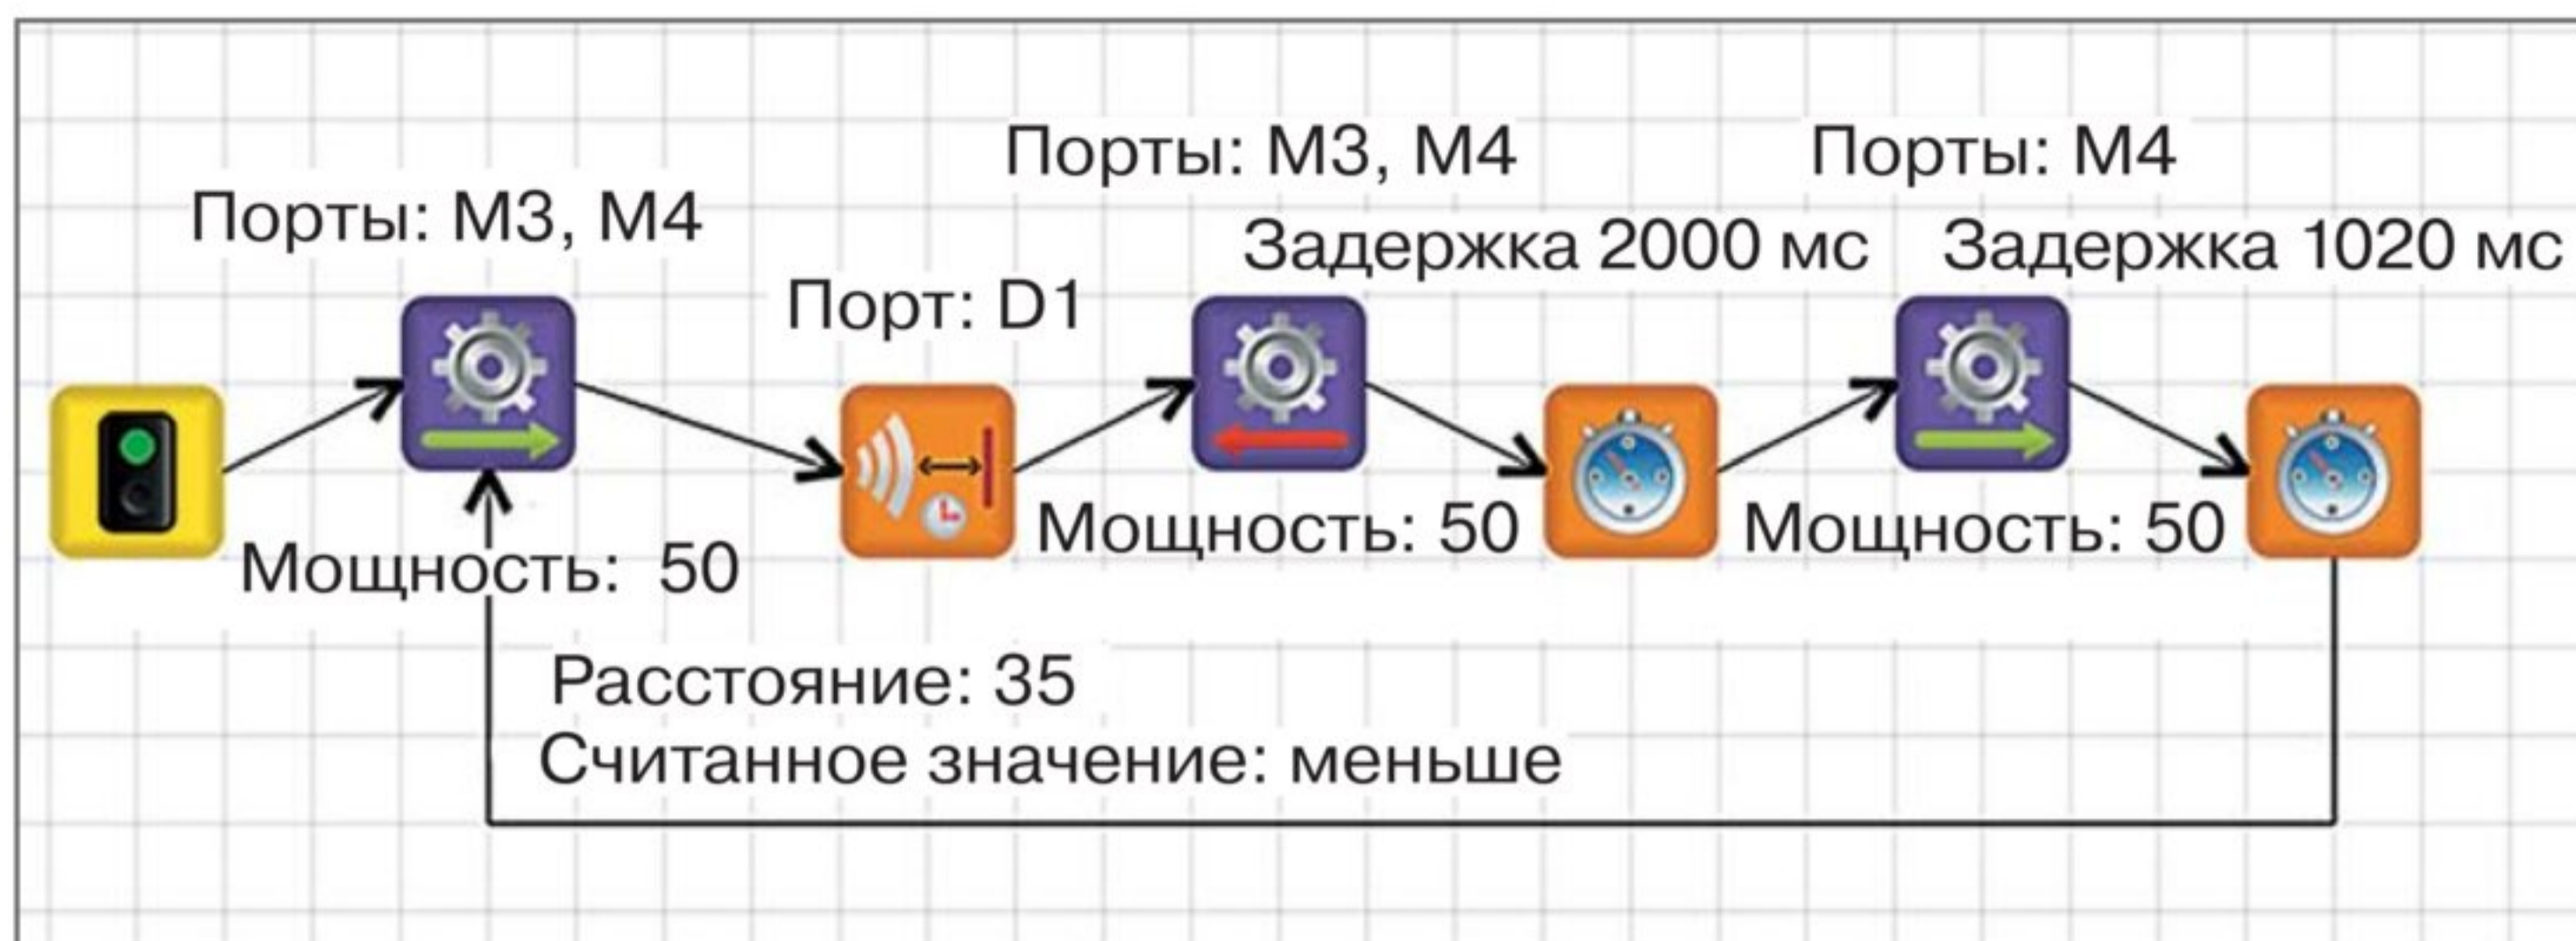 Порты: M3, M4
Порты: M4
Порты: M3, M4
Задержка 2000 мс
Задержка 1020 мс
Порт: D1
Мощность: 50
Мощность: 50
Мощность: 50
Расстояние: 35
Считанное значение: меньше